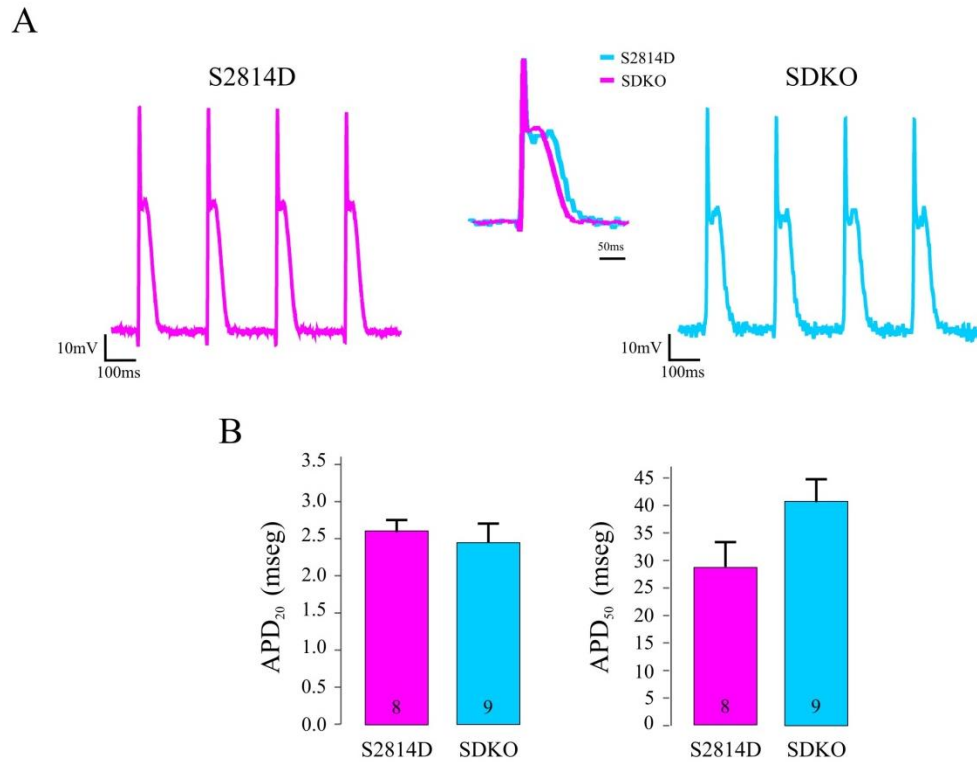 A
S2814D
S2814D
SDKO
SDKO
50ms
10mV
100ms
10mV
100ms
B
3.5
3.0
2.5
2.0
1.5
1.0
0.5
0.0
APD20 (mseg)
8
9
S2814D
SDKO
45
40
35
30
25
20
15
10
5
0
APD50 (mseg)
8
9
S2814D
SDKO